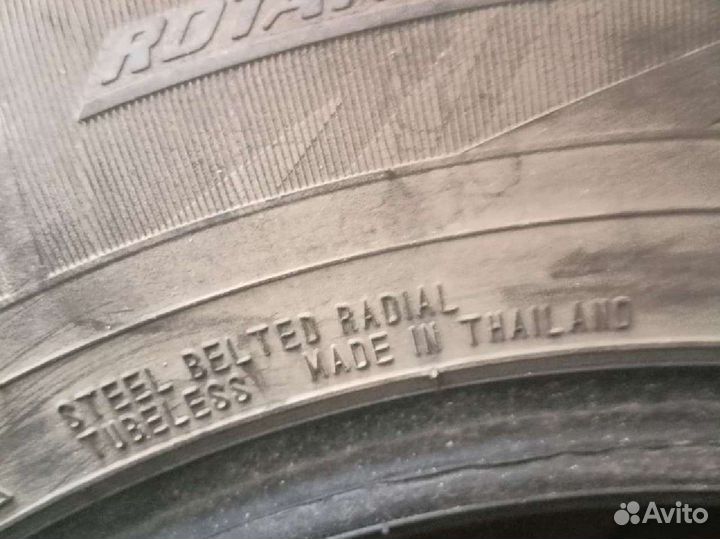 STEEL BELTED RADIAL
TUBELESS MADE IN THAILAND
Avito